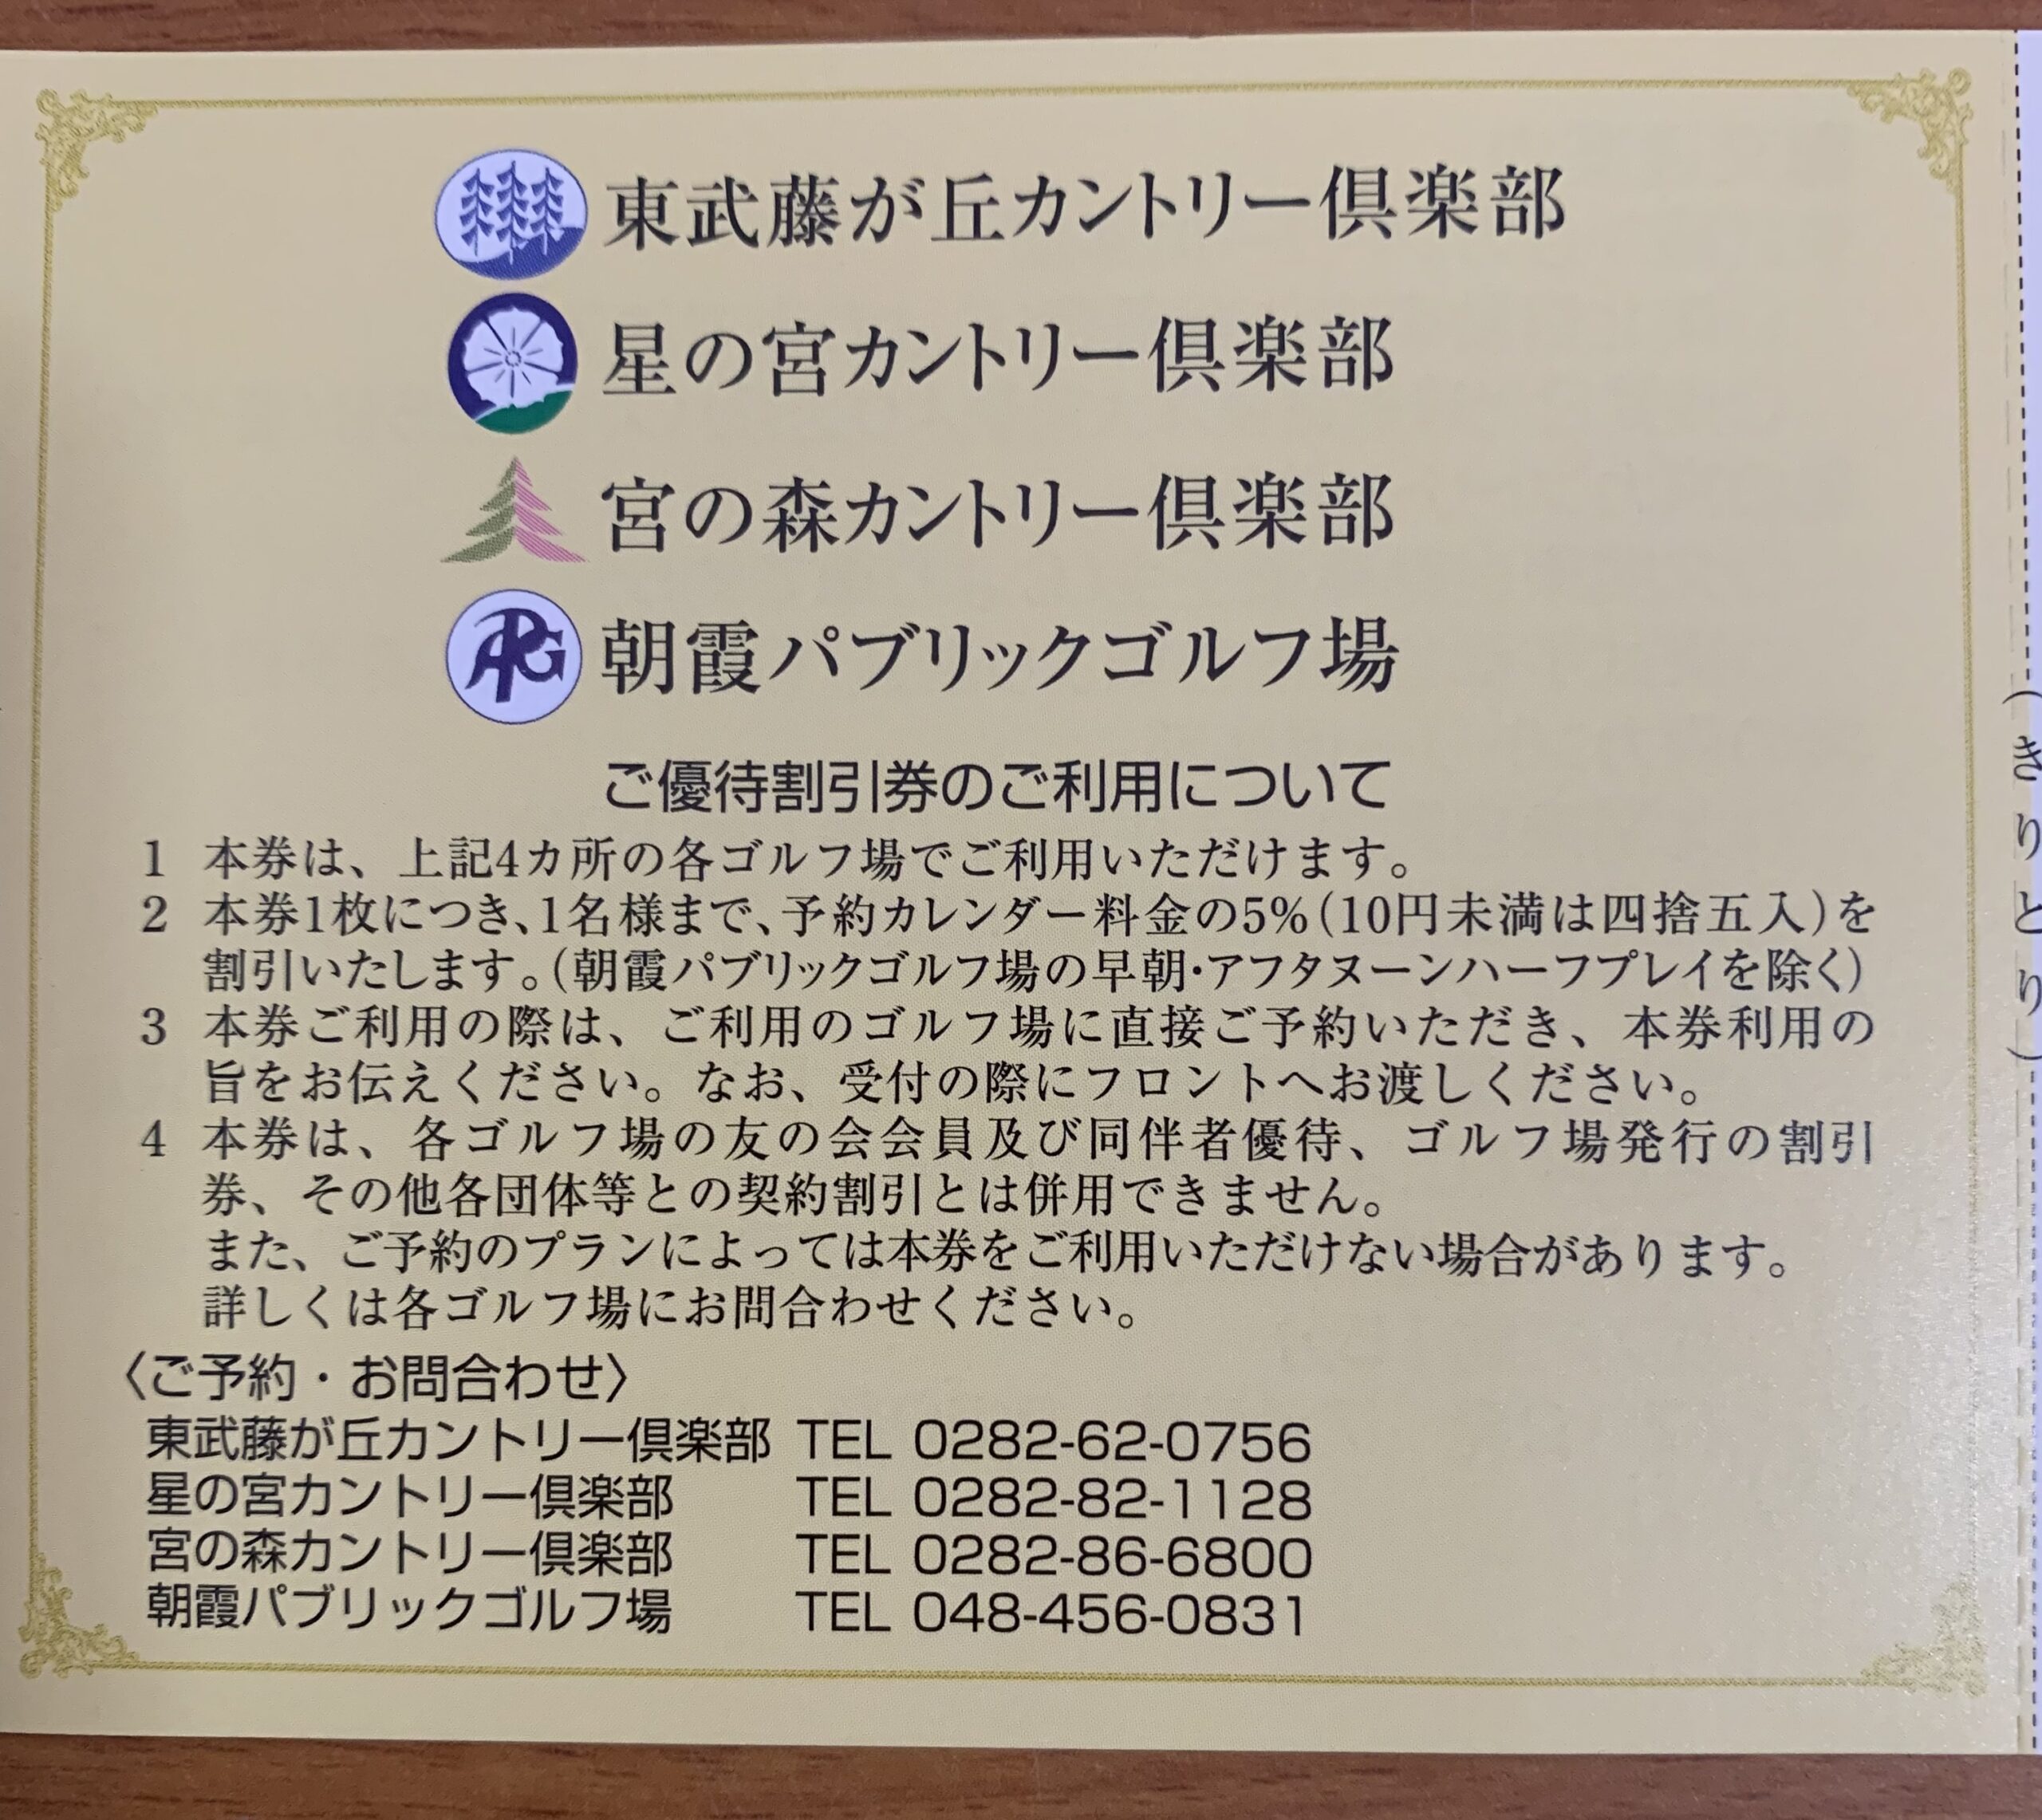 東武藤が丘カントリー倶楽部
星の宮カントリー倶楽部
宮の森カントリー倶楽部
APG 朝霞パブリックゴルフ場
ご優待割引券のご利用について
1 本券は、上記4カ所の各ゴルフ場でご利用いただけます。
2 本券1枚につき、1名様まで、予約カレンダー料金の5%(10円未満は四捨五入)を
割引いたします。(朝霞パブリックゴルフ場の早朝・アフタヌーンハーフプレイを除く)
3 本券ご利用の際は、ご利用のゴルフ場に直接ご予約いただき、本券利用の
旨をお伝えください。なお、受付の際にフロントへお渡しください。
4 本券は、各ゴルフ場の友の会会員及び同伴者優待、ゴルフ場発行の割引
券、その他各団体等との契約割引とは併用できません。
また、ご予約のプランによっては本券をご利用いただけない場合があります。
詳しくは各ゴルフ場にお問合わせください。
〈ご予約・お問合わせ〉
東武藤が丘カントリー倶楽部 TEL 0282-62-0756
星の宮カントリー倶楽部 TEL 0282-82-1128
宮の森カントリー倶楽部 TEL 0282-86-6800
朝霞パブリックゴルフ場 TEL 048-456-0831
(きりとり)